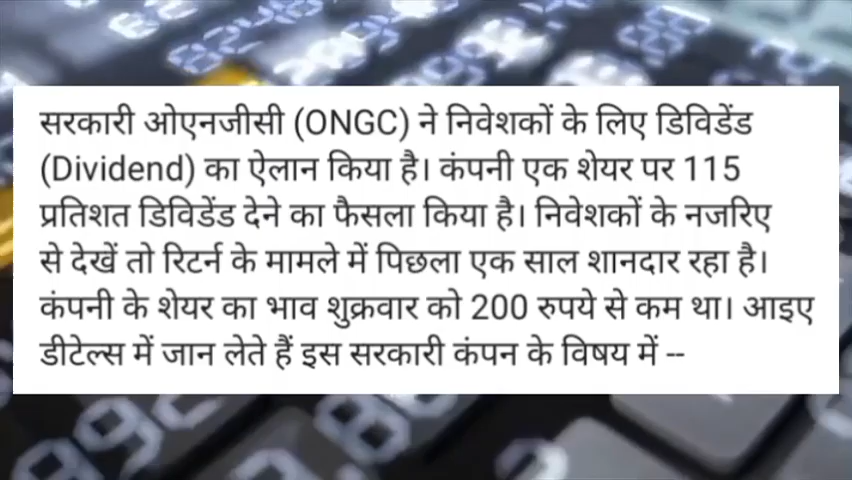 सरकारी ओएनजीसी (ONGC) ने निवेशकों के लिए डिविडेंड
(Dividend) का ऐलान किया है। कंपनी एक शेयर पर 115
प्रतिशत डिविडेंड देने का फैसला किया है। निवेशकों के नजरिए
से देखें तो रिटर्न के मामले में पिछला एक साल शानदार रहा है।
कंपनी के शेयर का भाव शुक्रवार को 200 रुपये से कम था। आइए
डीटेल्स में जान लेते हैं इस सरकारी कंपन के विषय में --